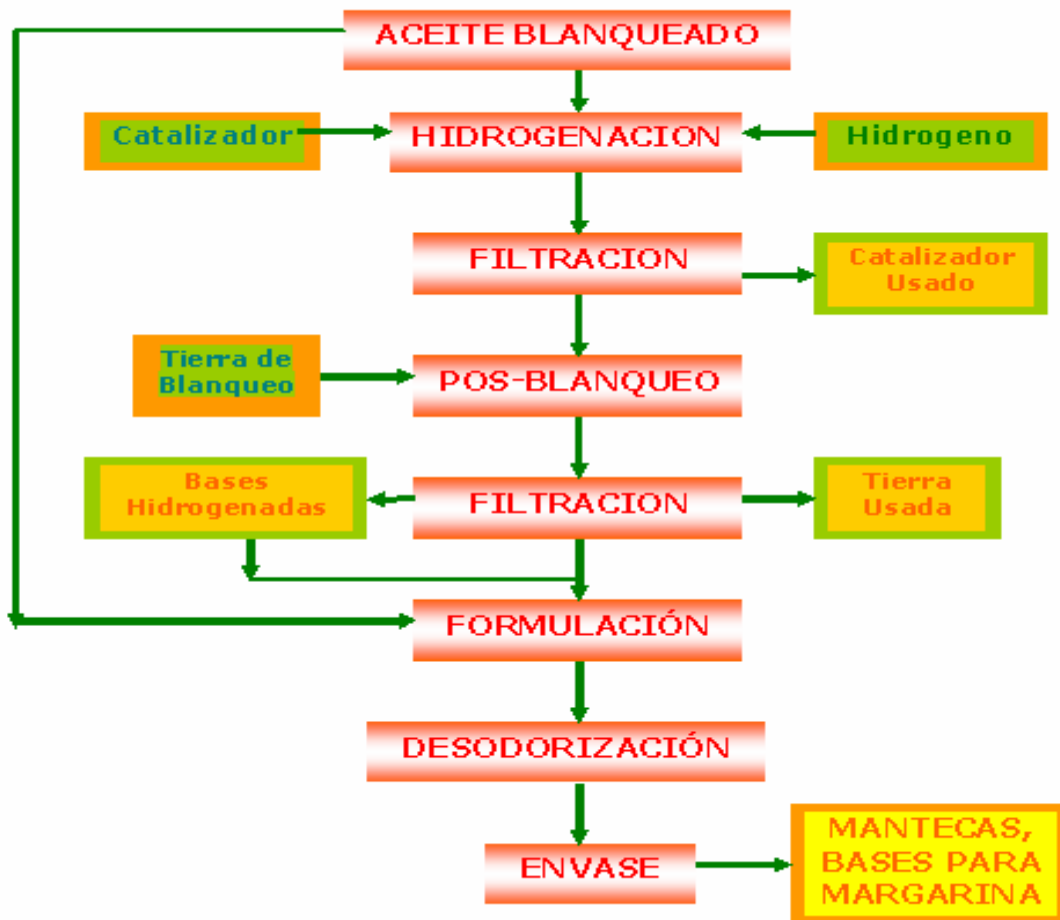 ACEITE BLANQUEADO
Catalizador
HIDROGENACION
Hidrogeno
FILTRACION
Catalizador
Usado
Tierra de
Blanqueo
POS-BLANQUEO
Bases
Hidrogenadas
FILTRACION
Tierra
Usada
FORMULACIÓN
DESODORIZACIÓN
ENVASE
MANTECAS,
BASES PARA
MARGARINA